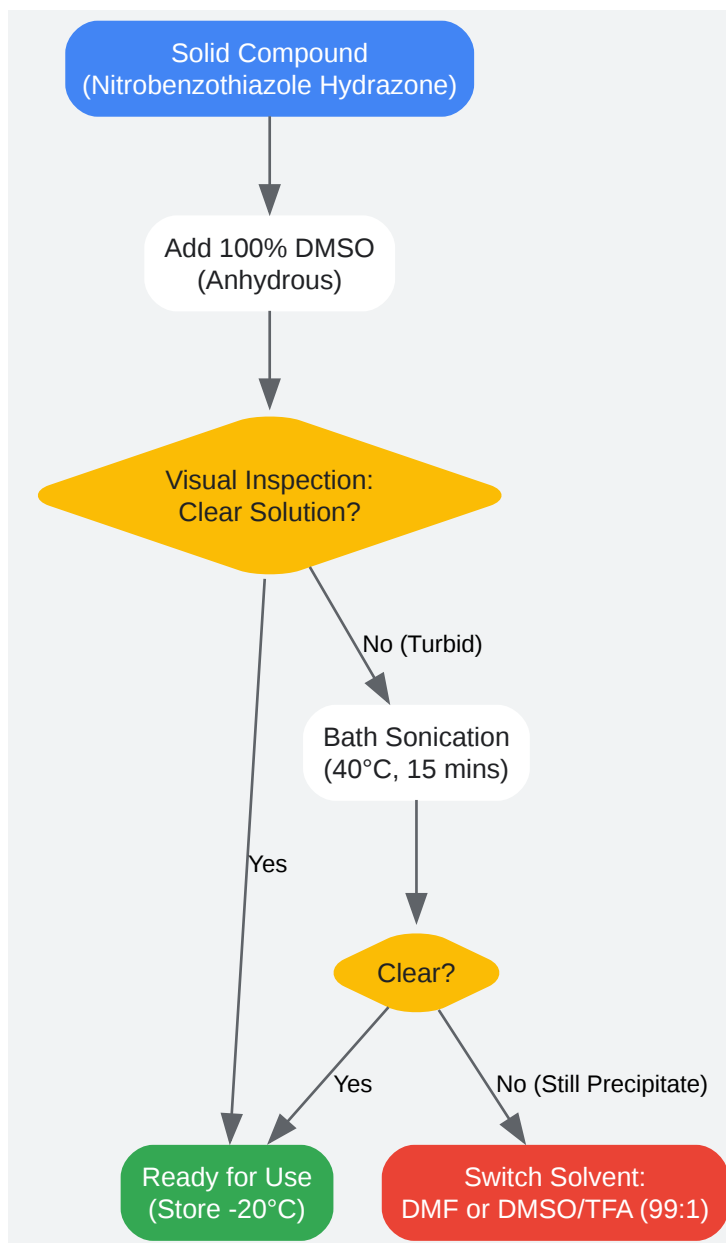 Solid Compound
(Nitrobenzothiazole Hydrazone)
Add 100% DMSO
(Anhydrous)
Visual Inspection:
Clear Solution?
No (Turbid)
Bath Sonication
(40°C, 15 mins)
Yes
Clear?
Yes
No (Still Precipitate)
Ready for Use
(Store -20°C)
Switch Solvent:
DMF or DMSO/TFA (99:1)